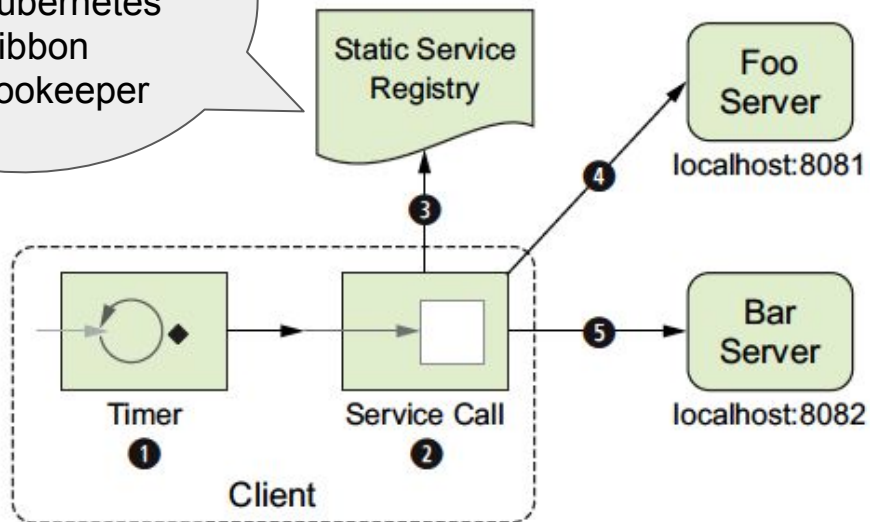 ubernetes
ibbon
ookeeper
Static Service
Registry
Foo
Server
localhost:8081
4
3
Bar
Server
localhost:8082
5
Timer
1
Service Call
2
Client